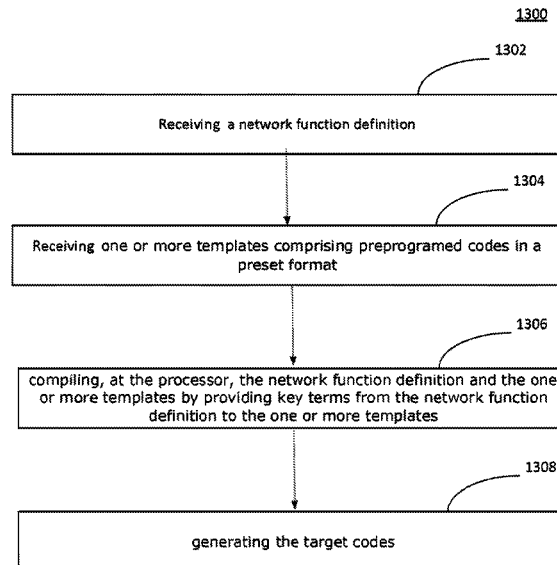 1300
1302
Receiving a network function definition
1304
Receiving one or more templates comprising preprogramed codes in a
preset format
1306
compiling, at the processor, the network function definition and the one
or more templates by providing key terms from the network function
definition to the one or more templates
1308
generating the target codes